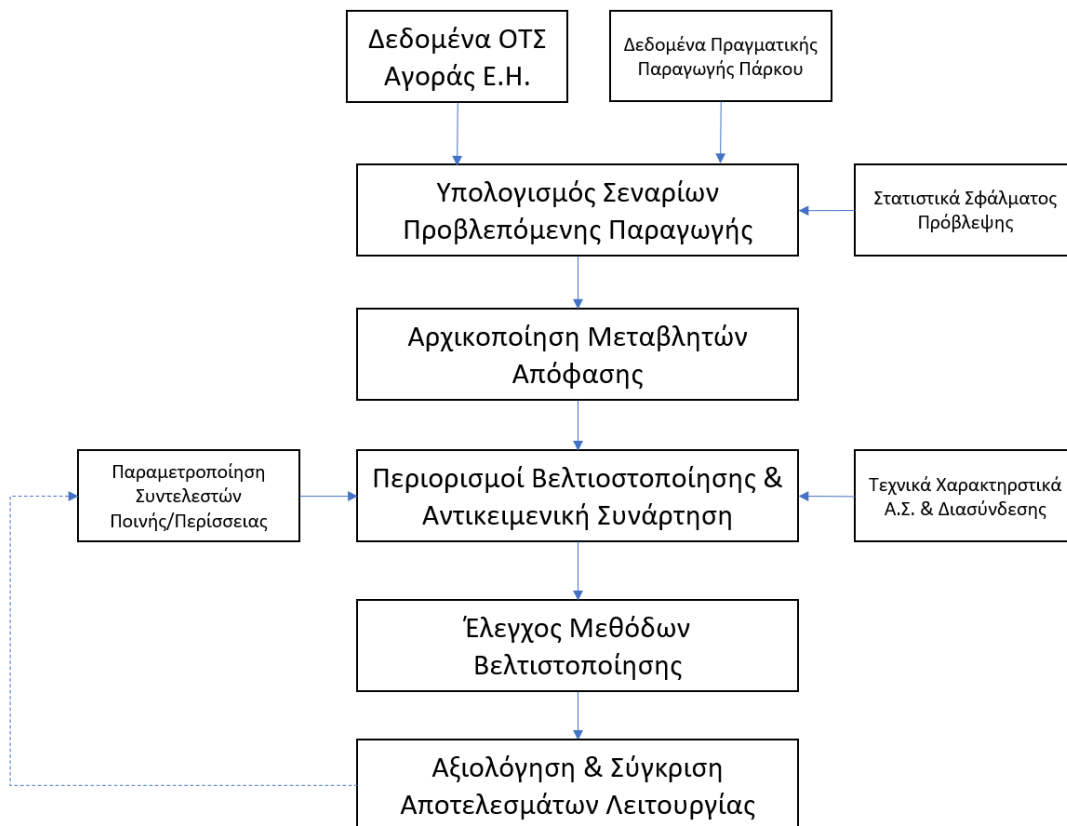 Δεδομένα ΟΤΣ
Αγοράς Ε.Η.
Δεδομένα Πραγματικής
Παραγωγής Πάρκου
Υπολογισμός Σεναρίων
Προβλεπόμενης Παραγωγής
Στατιστικά Σφάλματος
Πρόβλεψης
Αρχικοποίηση Μεταβλητών
Απόφασης
Παραμετροποίηση
Συντελεστών
Ποινής/Περίσσειας
Περιορισμοί Βελτιοστοποίησης &
Αντικειμενική Συνάρτηση
Τεχνικά Χαρακτηρστικά
Α.Σ. & Διασύνδεσης
Έλεγχος Μεθόδων
Βελτιστοποίησης
Αξιολόγηση & Σύγκριση
Αποτελεσμάτων Λειτουργίας